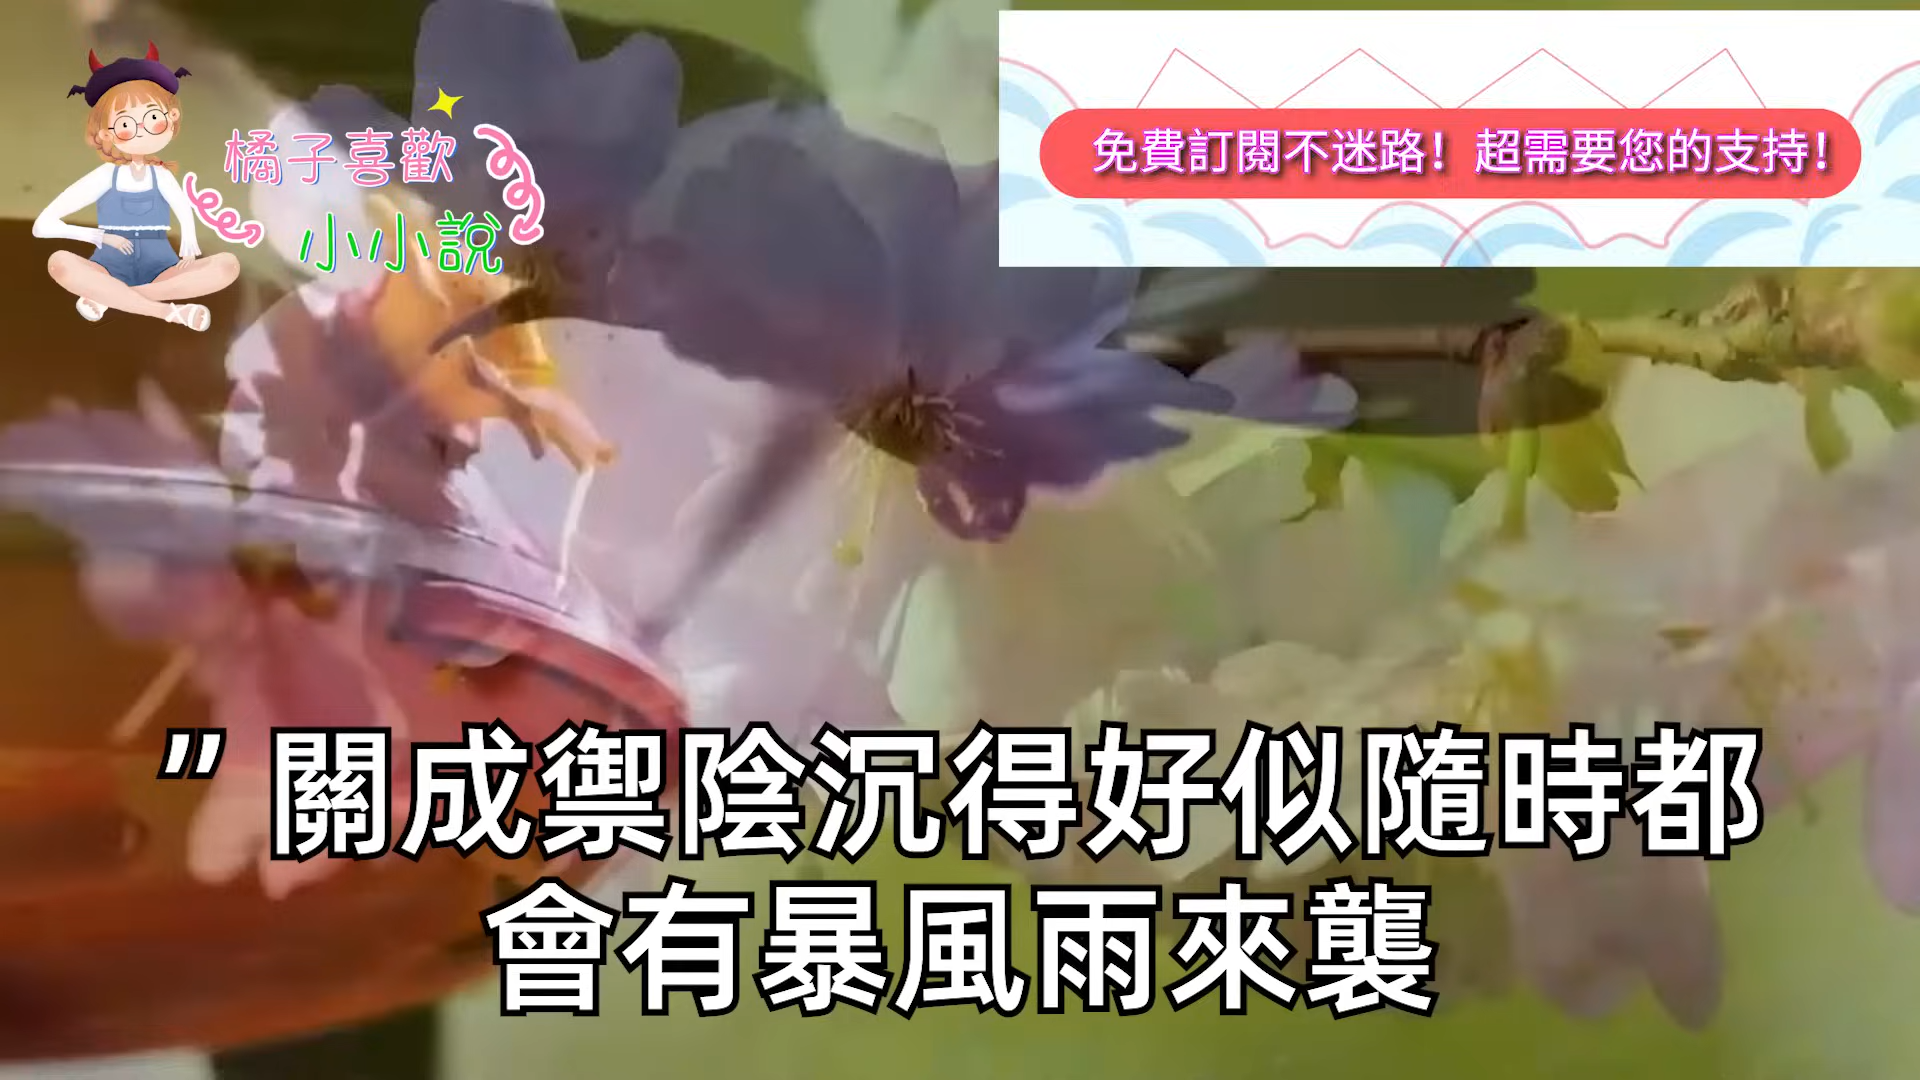 橘子喜歡
小小說
免費訂閱不迷路！超需要您的支持！
”關成禦陰沉得好似隨時都
會有暴風雨來襲